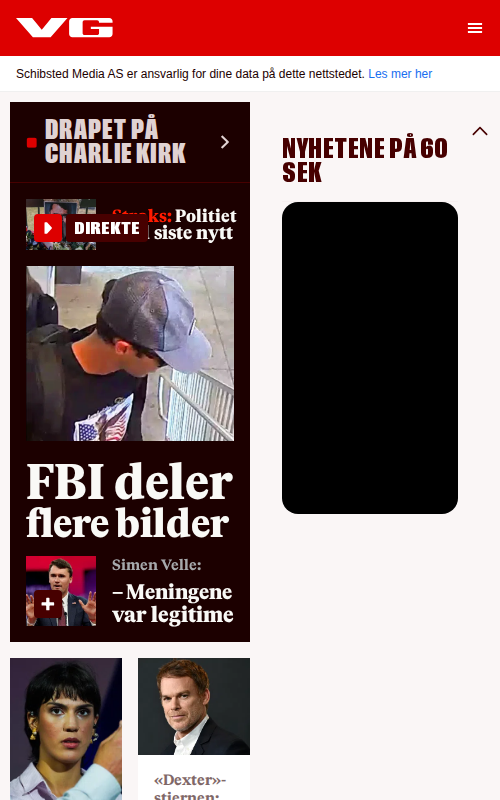 VG
Schibsted Media AS er ansvarlig for dine data på dette nettstedet. Les mer her
DRAPET PÅ
CHARLIE KIRK
Politiet
DIREKTE
siste nytt
FBI deler
flere bilder
Simen Velle:
– Meningene
var legitime
«Dexter»-
stjernen:
NYHETENE PÅ 60
SEK